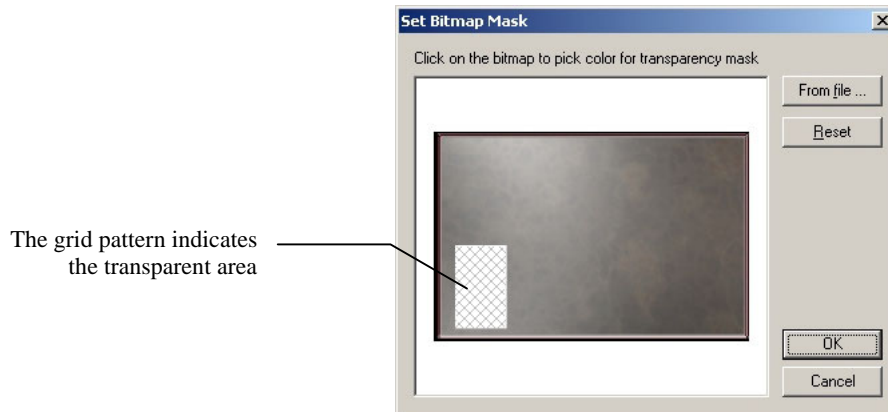 Set Bitmap Mask
Click on the bitmap to pick color for transparency mask
From file ...
Reset
The grid pattern indicates
the transparent area
OK
Cancel